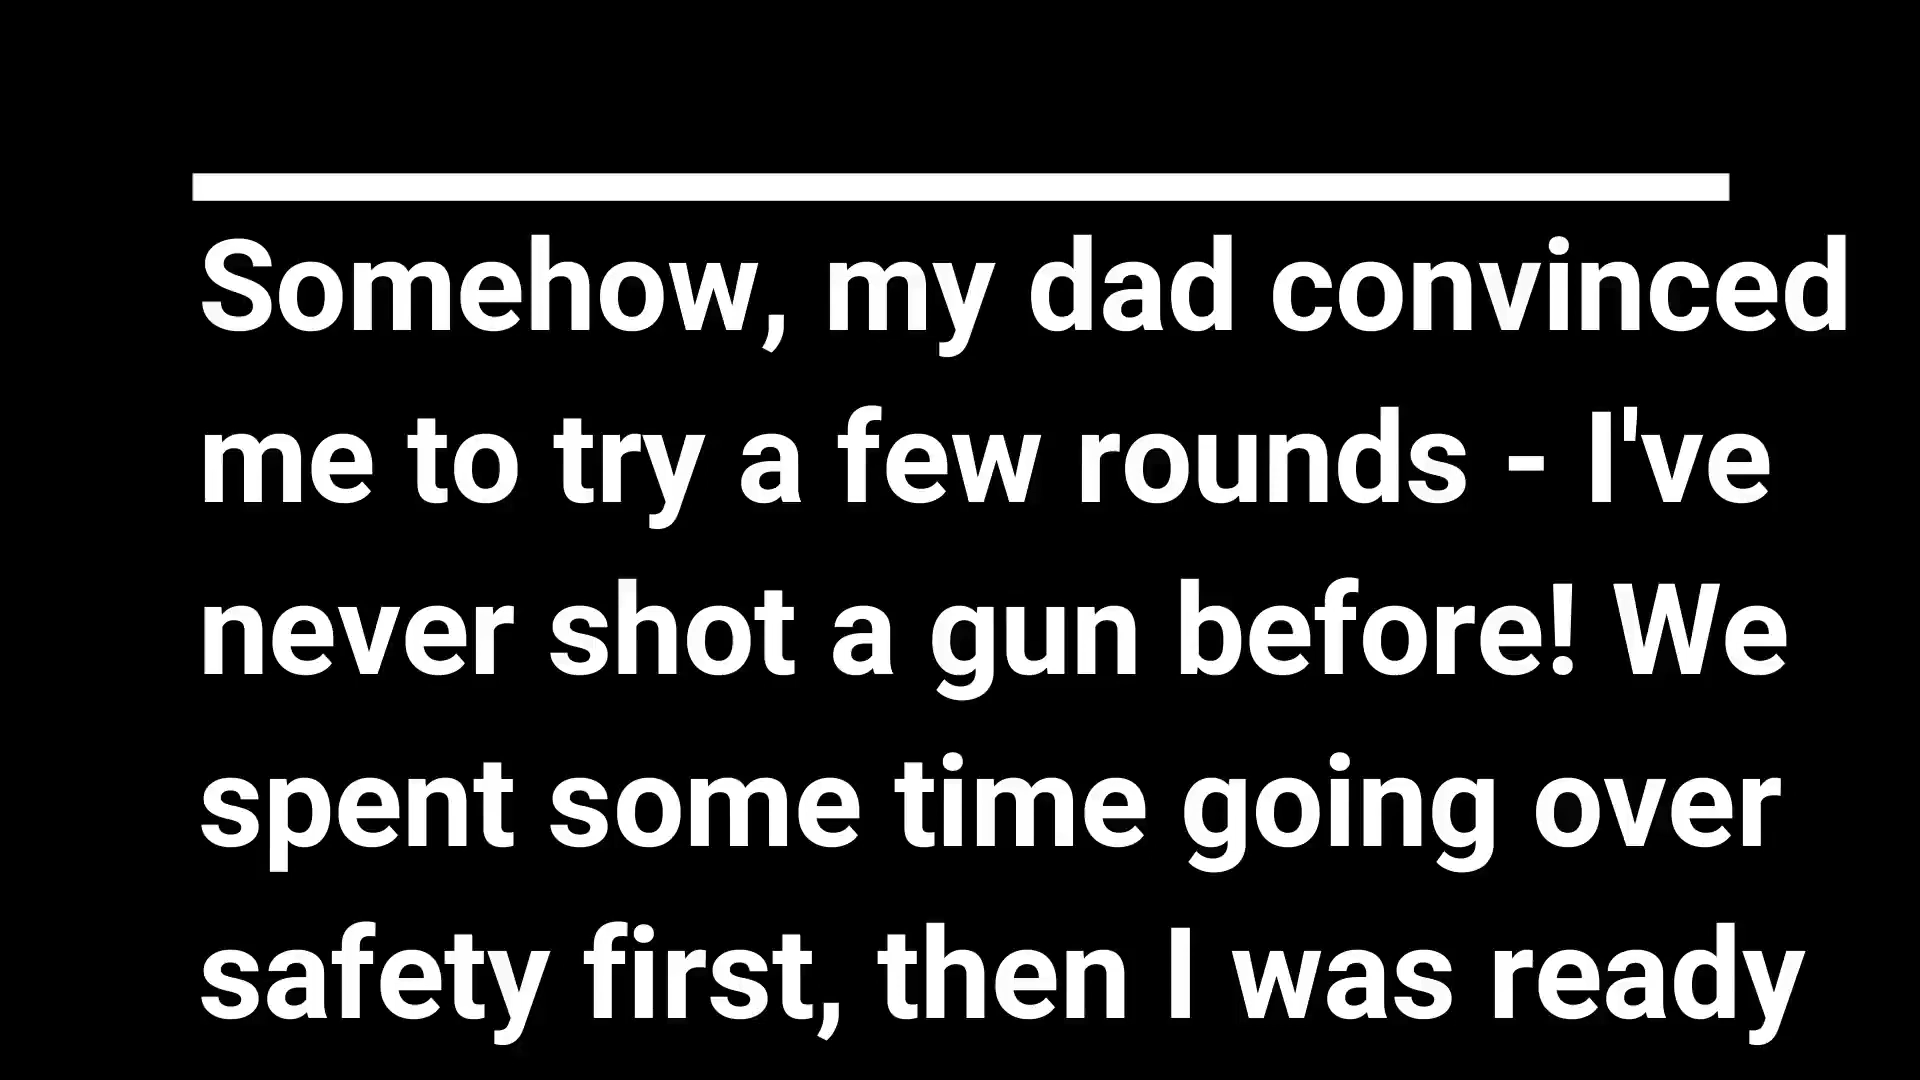 Somehow, my dad convinced
me to try a few rounds - I've
never shot a gun before! We
spent some time going over
safety first, then I was ready